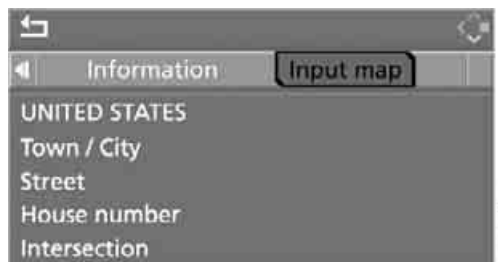 Information Input map
UNITED STATES
Town / City
Street
House number
Intersection